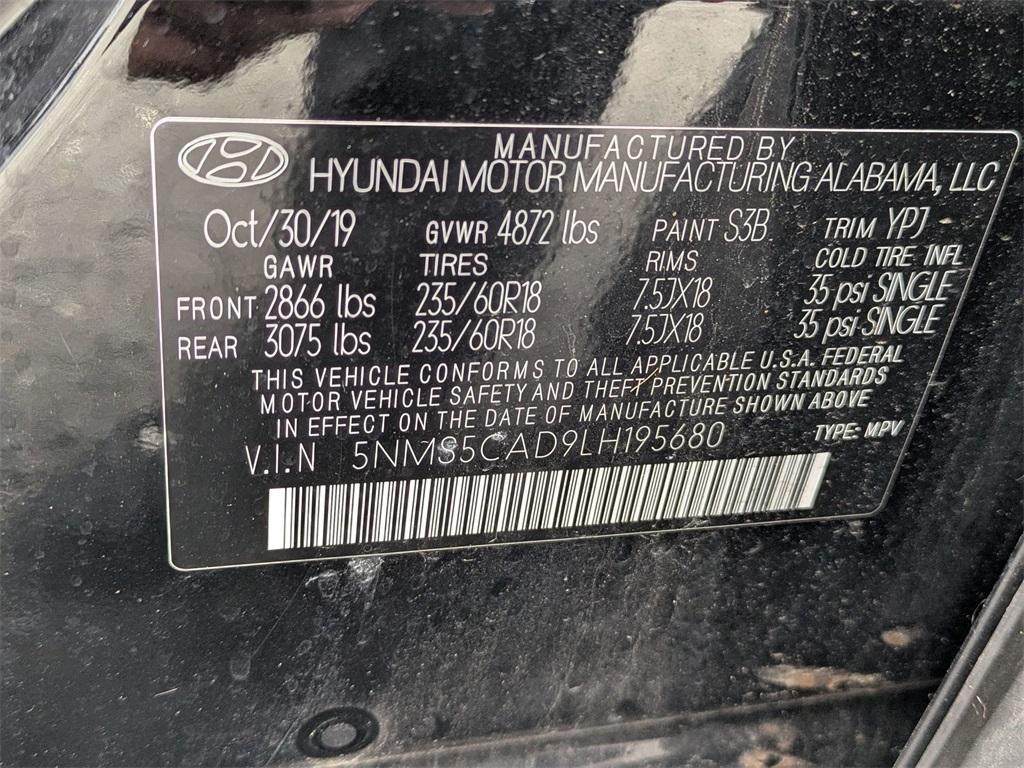 MANUFACTURED BY
HYUNDAI MOTOR MANUFACTURING ALABAMA, LLC
Oct/30/19 GVWR 4872 lbs PAINT S3B TRIM YPJ
GAWR TIRES RIMS COLD TIRE INFL
FRONT 2866 lbs 235/60R18 7.5JX18 35 psi SINGLE
REAR 3075 lbs 235/60R18 7.5JX18 35 psi SINGLE
THIS VEHICLE CONFORMS TO ALL APPLICABLE U.S.A. FEDERAL
MOTOR VEHICLE SAFETY AND THEFT PREVENTION STANDARDS
IN EFFECT ON THE DATE OF MANUFACTURE SHOWN ABOVE
V.I.N 5NMS5CAD9LH195680 TYPE: MPV